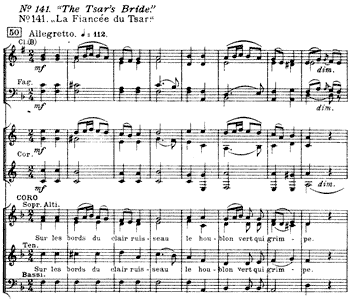 Nº 141. "The Tsar's Bride."
Nº 141. „La Fiancée du Tsar."
50 Allegretto. ♩= 112.
Cl.(B)
mf dim.
Fag.
mf dim.
Cor.
mf
mf dim.
CORO
Sopr. Alti.
Sur les bords du clair ruis- seau le hou- blon vert qui grim - pe.
Ten.
Sur les bords du clair ruis- seau le hou- blon vert qui grim - pe.
Bassi.